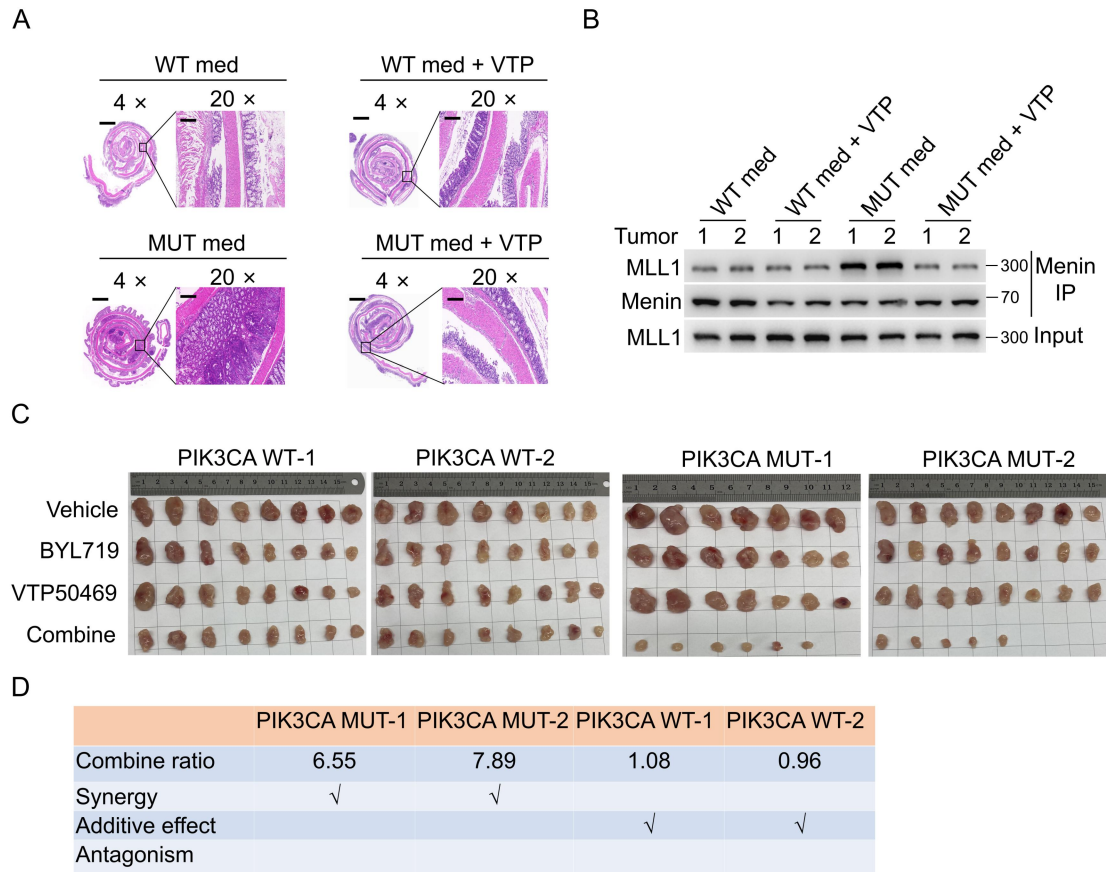 A
WT med
4 × 20 ×
WT med + VTP
4 × 20 ×
MUT med
4 × 20 ×
MUT med + VTP
4 × 20 ×
B
WT med
WT med + VTP
MUT med
MUT med + VTP
Tumor 1 2 1 2 1 2 1 2
MLL1 300
Menin 70
Menin IP
MLL1 300 Input
C
PIK3CA WT-1 PIK3CA WT-2 PIK3CA MUT-1 PIK3CA MUT-2
Vehicle
BYL719
VTP50469
Combine
D
PIK3CA MUT-1 PIK3CA MUT-2 PIK3CA WT-1 PIK3CA WT-2
Combine ratio 6.55 7.89 1.08 0.96
Synergy √ √
Additive effect √ √
Antagonism